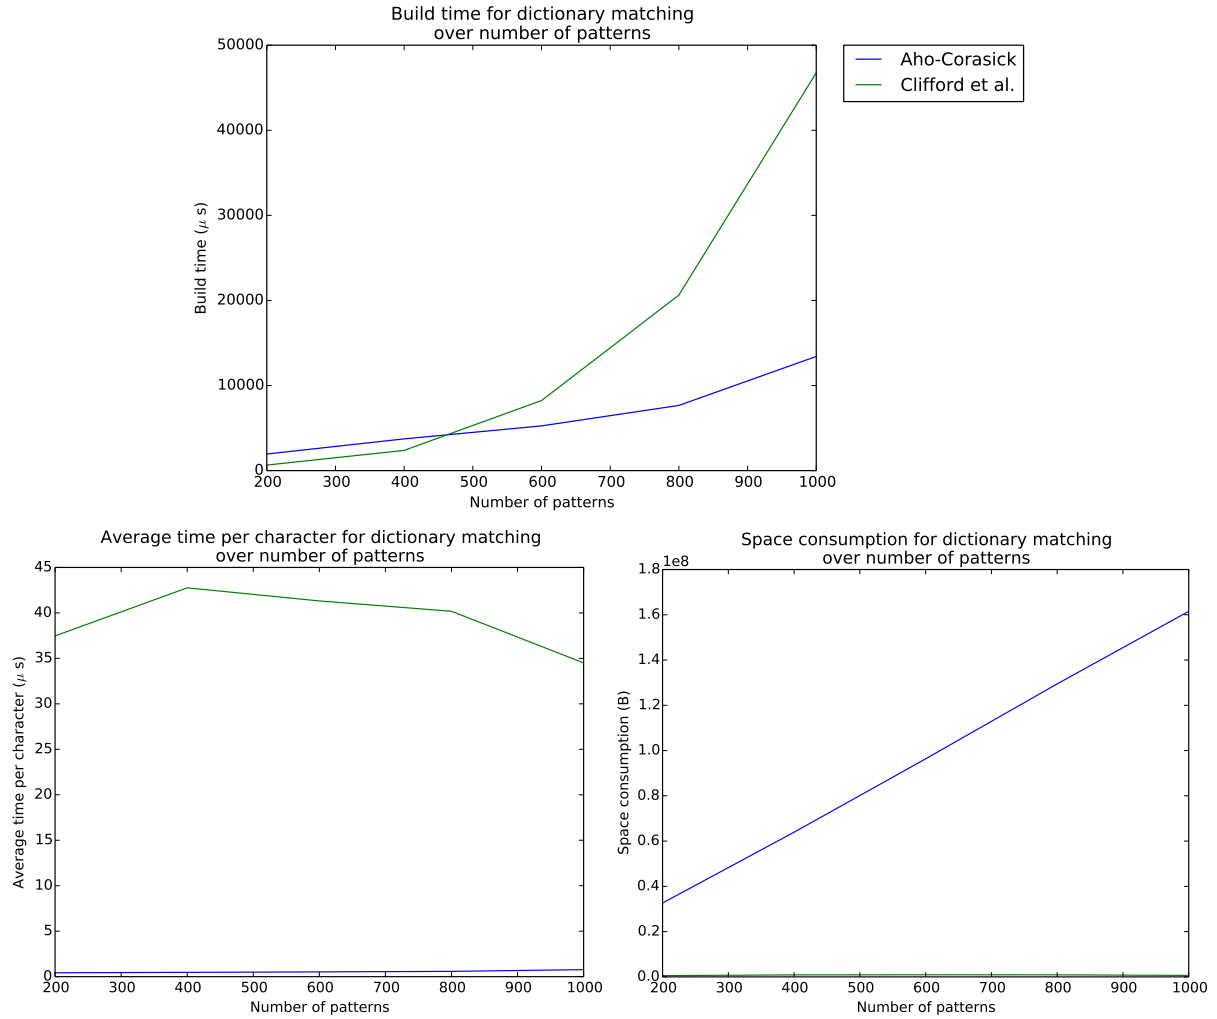 Build time for dictionary matching
over number of patterns
50000
40000
30000
20000
10000
0
Build time (μ s)
200 300 400 500 600 700 800 900 1000
Number of patterns
Aho-Corasick
Clifford et al.
Average time per character for dictionary matching
over number of patterns
45
40
35
30
25
20
15
10
5
0
Average time per character (μ s)
200 300 400 500 600 700 800 900 1000
Number of patterns
Space consumption for dictionary matching
over number of patterns
1e8
1.8
1.6
1.4
1.2
1.0
0.8
0.6
0.4
0.2
0.0
Space consumption (B)
200 300 400 500 600 700 800 900 1000
Number of patterns